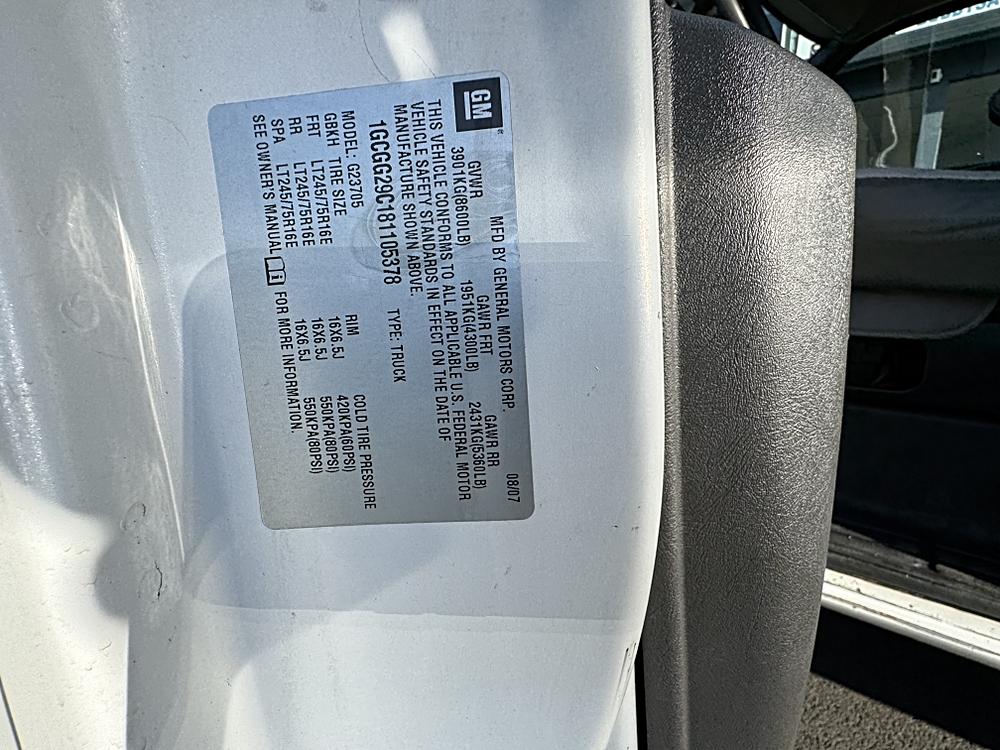 GM
MFD BY GENERAL MOTORS CORP. 08/07
GVWR GAWR FRT GAWR RR
3901KG(8600LB) 1951KG(4300LB) 2431KG(5360LB)
THIS VEHICLE CONFORMS TO ALL APPLICABLE U.S. FEDERAL MOTOR
VEHICLE SAFETY STANDARDS IN EFFECT ON THE DATE OF
MANUFACTURE SHOWN ABOVE.
1GCGG29C181105378 TYPE: TRUCK
MODEL: G23705
GBKH TIRE SIZE RIM COLD TIRE PRESSURE
FRT LT245/75R16E 16X6.5J 420KPA(60PSI)
RR LT245/75R16E 16X6.5J 550KPA(80PSI)
SPA LT245/75R16E 16X6.5J 550KPA(80PSI)
SEE OWNER'S MANUAL FOR MORE INFORMATION.